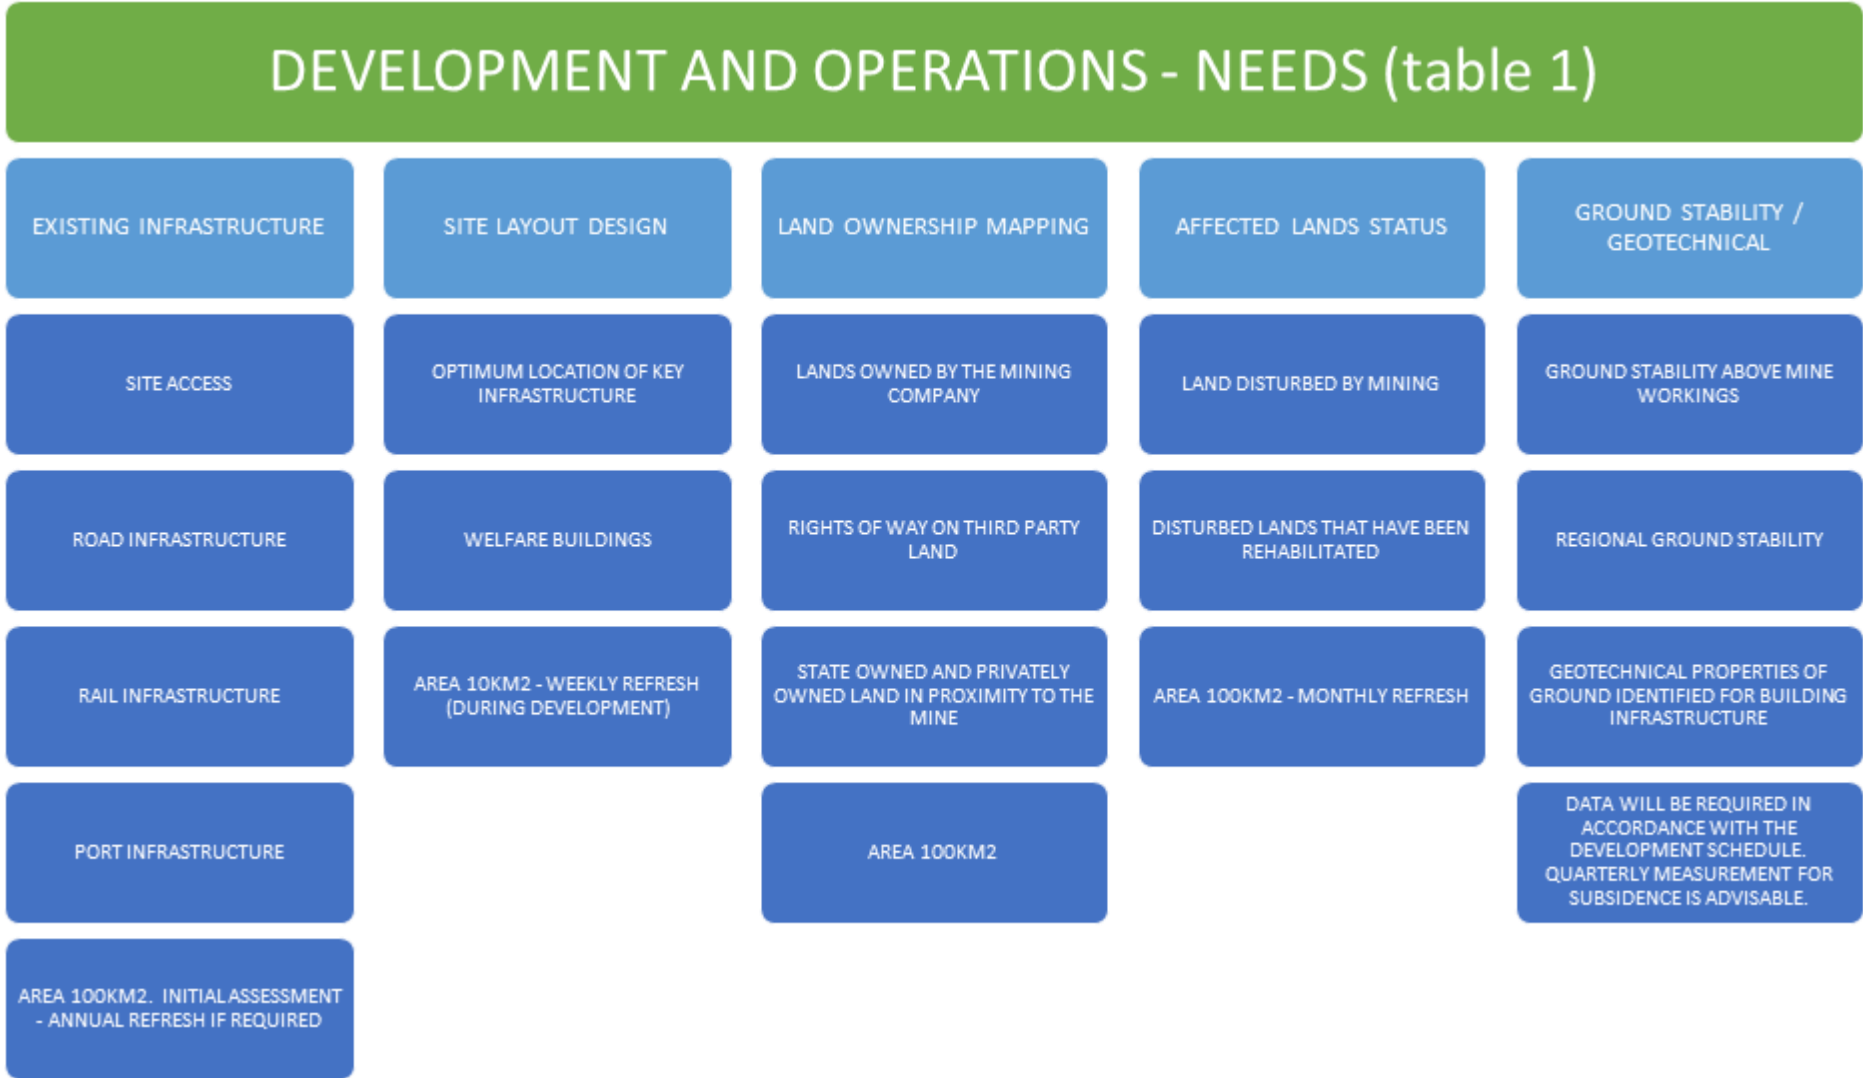 DEVELOPMENT AND OPERATIONS - NEEDS (table 1)
EXISTING INFRASTRUCTURE
SITE ACCESS
ROAD INFRASTRUCTURE
RAIL INFRASTRUCTURE
PORT INFRASTRUCTURE
AREA 100KM2. INITIAL ASSESSMENT
- ANNUAL REFRESH IF REQUIRED
SITE LAYOUT DESIGN
OPTIMUM LOCATION OF KEY
INFRASTRUCTURE
WELFARE BUILDINGS
AREA 10KM2 - WEEKLY REFRESH
(DURING DEVELOPMENT)
LAND OWNERSHIP MAPPING
LANDS OWNED BY THE MINING
COMPANY
RIGHTS OF WAY ON THIRD PARTY
LAND
STATE OWNED AND PRIVATELY
OWNED LAND IN PROXIMITY TO THE
MINE
AREA 100KM2
AFFECTED LANDS STATUS
LAND DISTURBED BY MINING
DISTURBED LANDS THAT HAVE BEEN
REHABILITATED
AREA 100KM2 - MONTHLY REFRESH
GROUND STABILITY /
GEOTECHNICAL
GROUND STABILITY ABOVE MINE
WORKINGS
REGIONAL GROUND STABILITY
GEOTECHNICAL PROPERTIES OF
GROUND IDENTIFIED FOR BUILDING
INFRASTRUCTURE
DATA WILL BE REQUIRED IN
ACCORDANCE WITH THE
DEVELOPMENT SCHEDULE.
QUARTERLY MEASUREMENT FOR
SUBSIDENCE IS ADVISABLE.